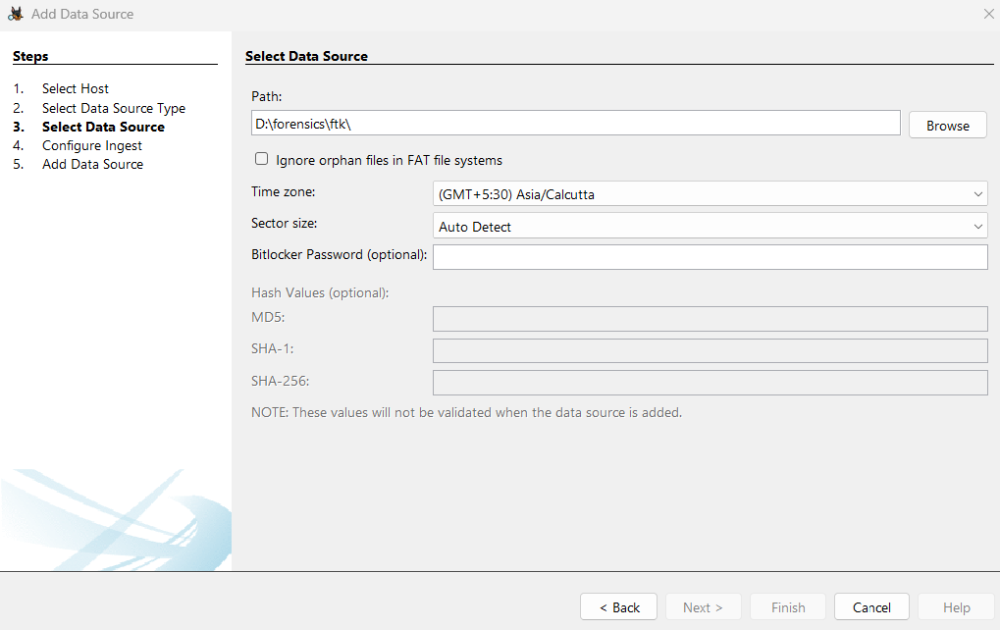 Add Data Source
Steps
1. Select Host
2. Select Data Source Type
3. Select Data Source
4. Configure Ingest
5. Add Data Source
Select Data Source
Path:
D:\forensics\ftk\
Browse
Ignore orphan files in FAT file systems
Time zone: (GMT+5:30) Asia/Calcutta
Sector size: Auto Detect
Bitlocker Password (optional):
Hash Values (optional):
MD5:
SHA-1:
SHA-256:
NOTE: These values will not be validated when the data source is added.
< Back Next > Finish Cancel Help